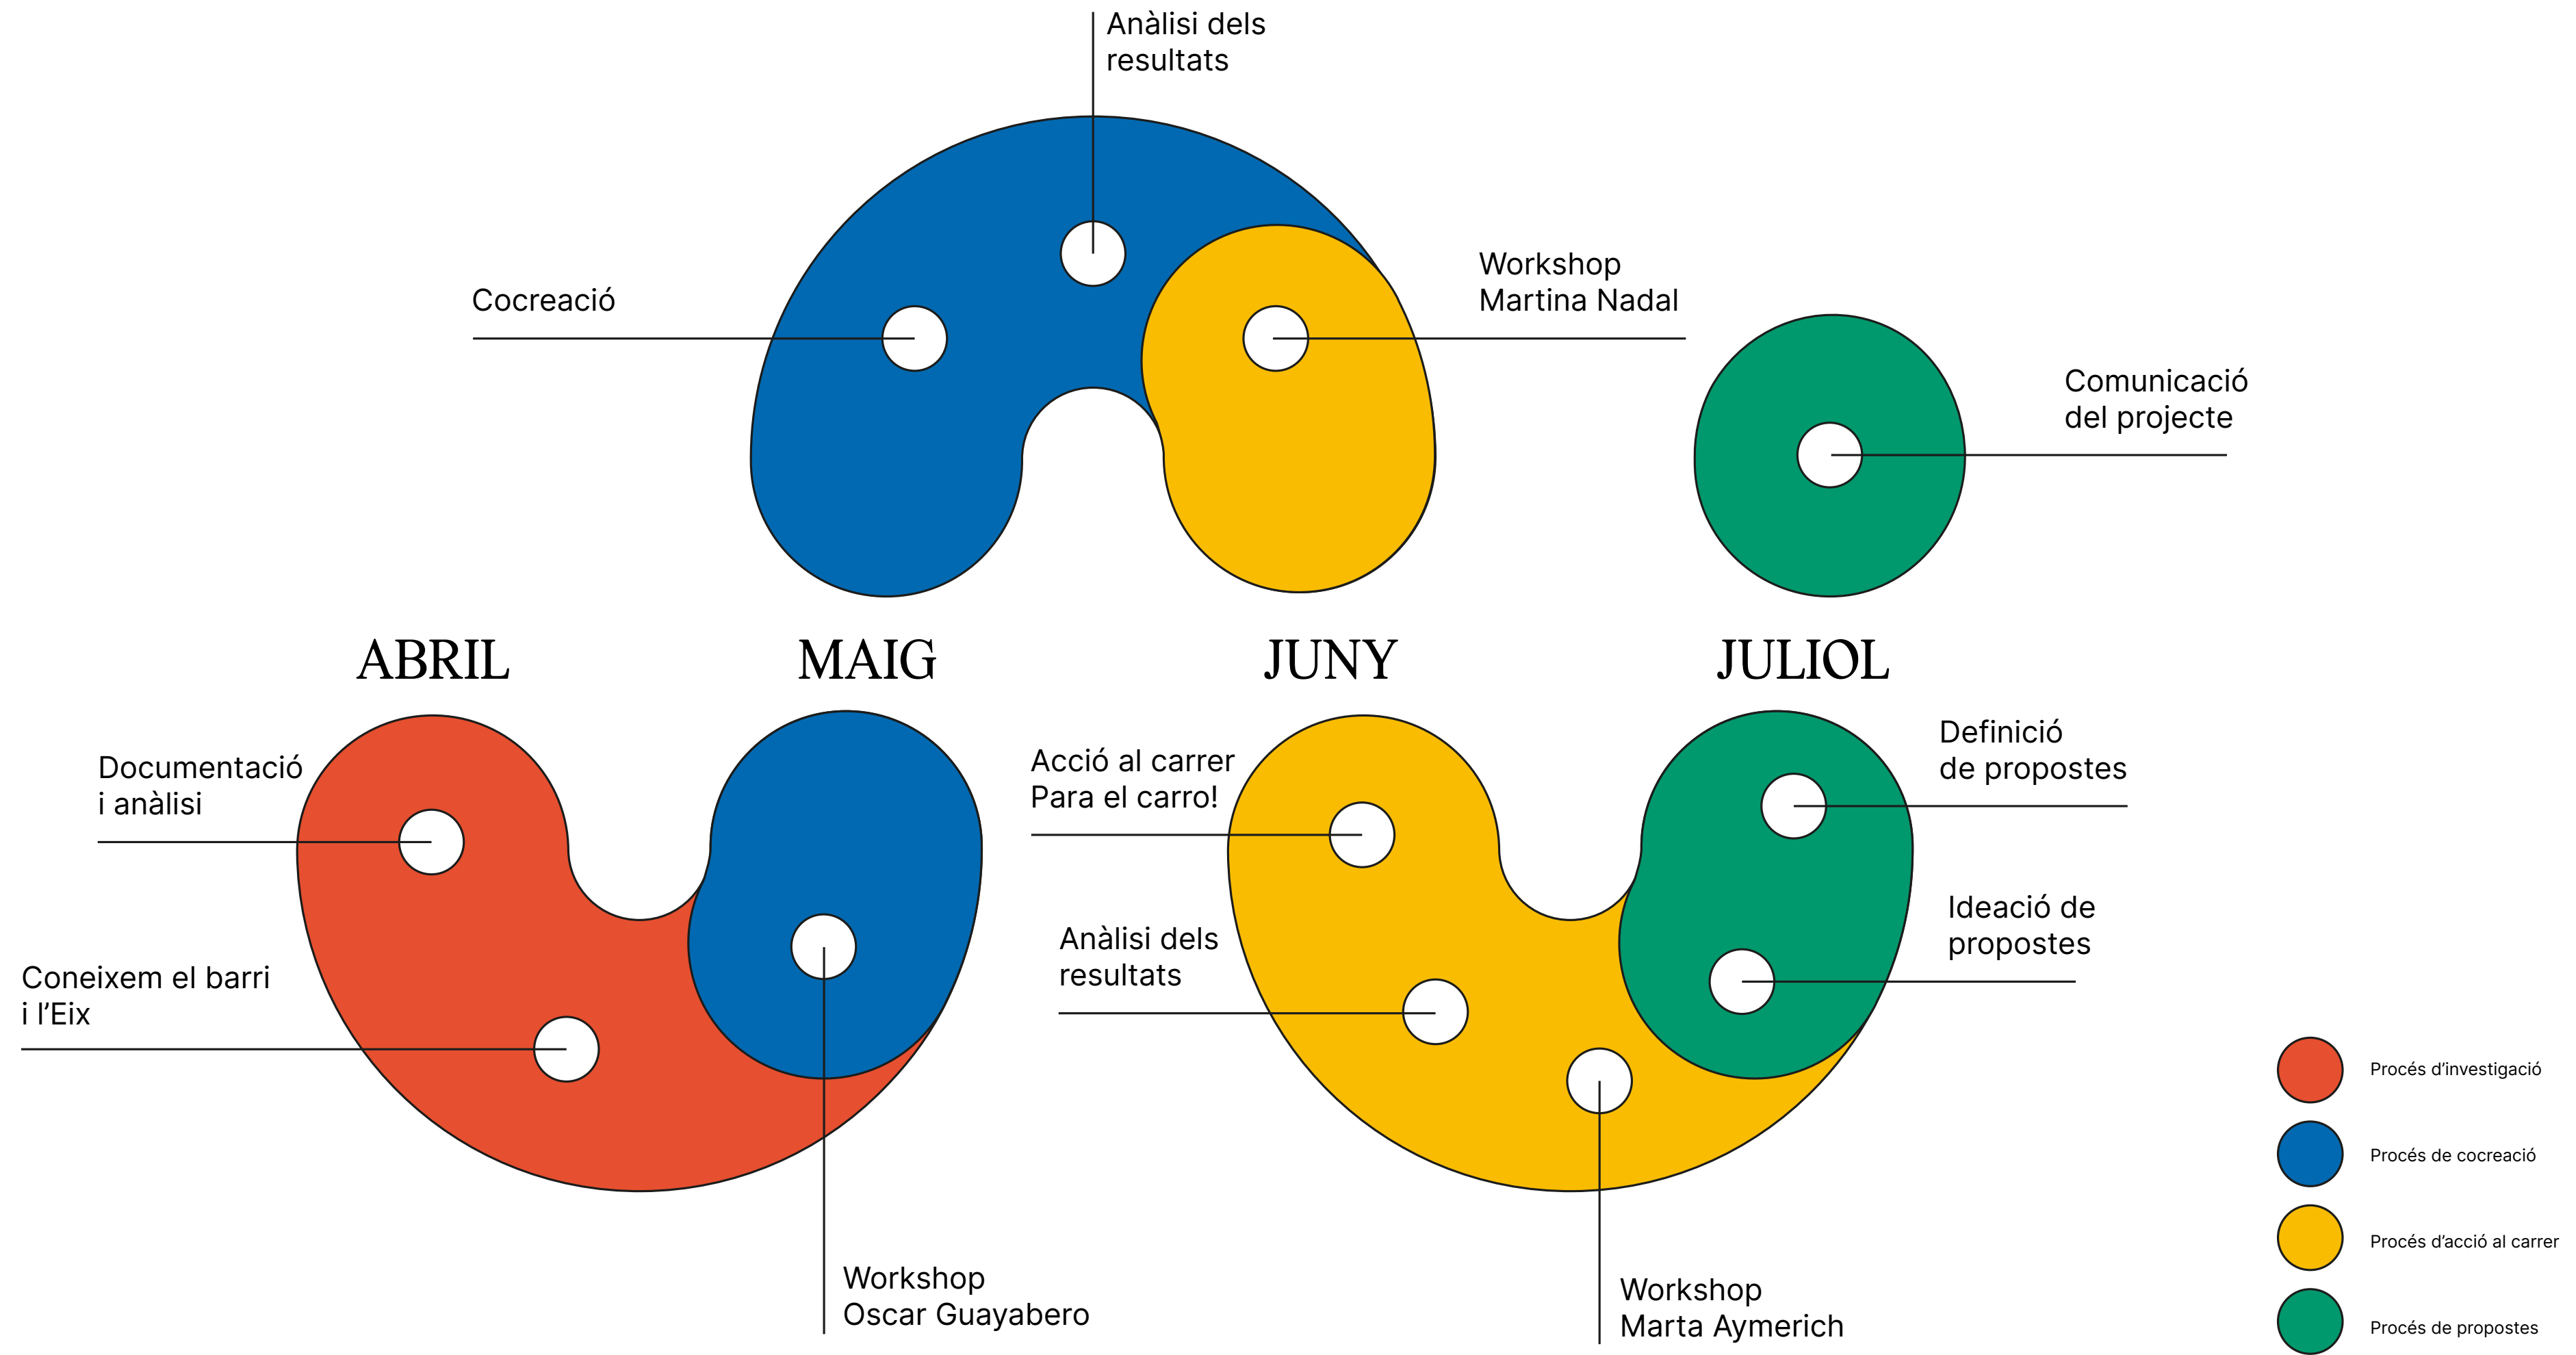 Anàlisi dels
resultats
Cocreació
Workshop
Martina Nadal
Comunicació
del projecte
ABRIL
MAIG
JUNY
JULIOL
Documentació
i anàlisi
Coneixem el barri
i l’Eix
Workshop
Oscar Guayabero
Acció al carrer
Para el carro!
Anàlisi dels
resultats
Workshop
Marta Aymerich
Definició
de propostes
Ideació de
propostes
Procés d’investigació
Procés de cocreació
Procés d’acció al carrer
Procés de propostes